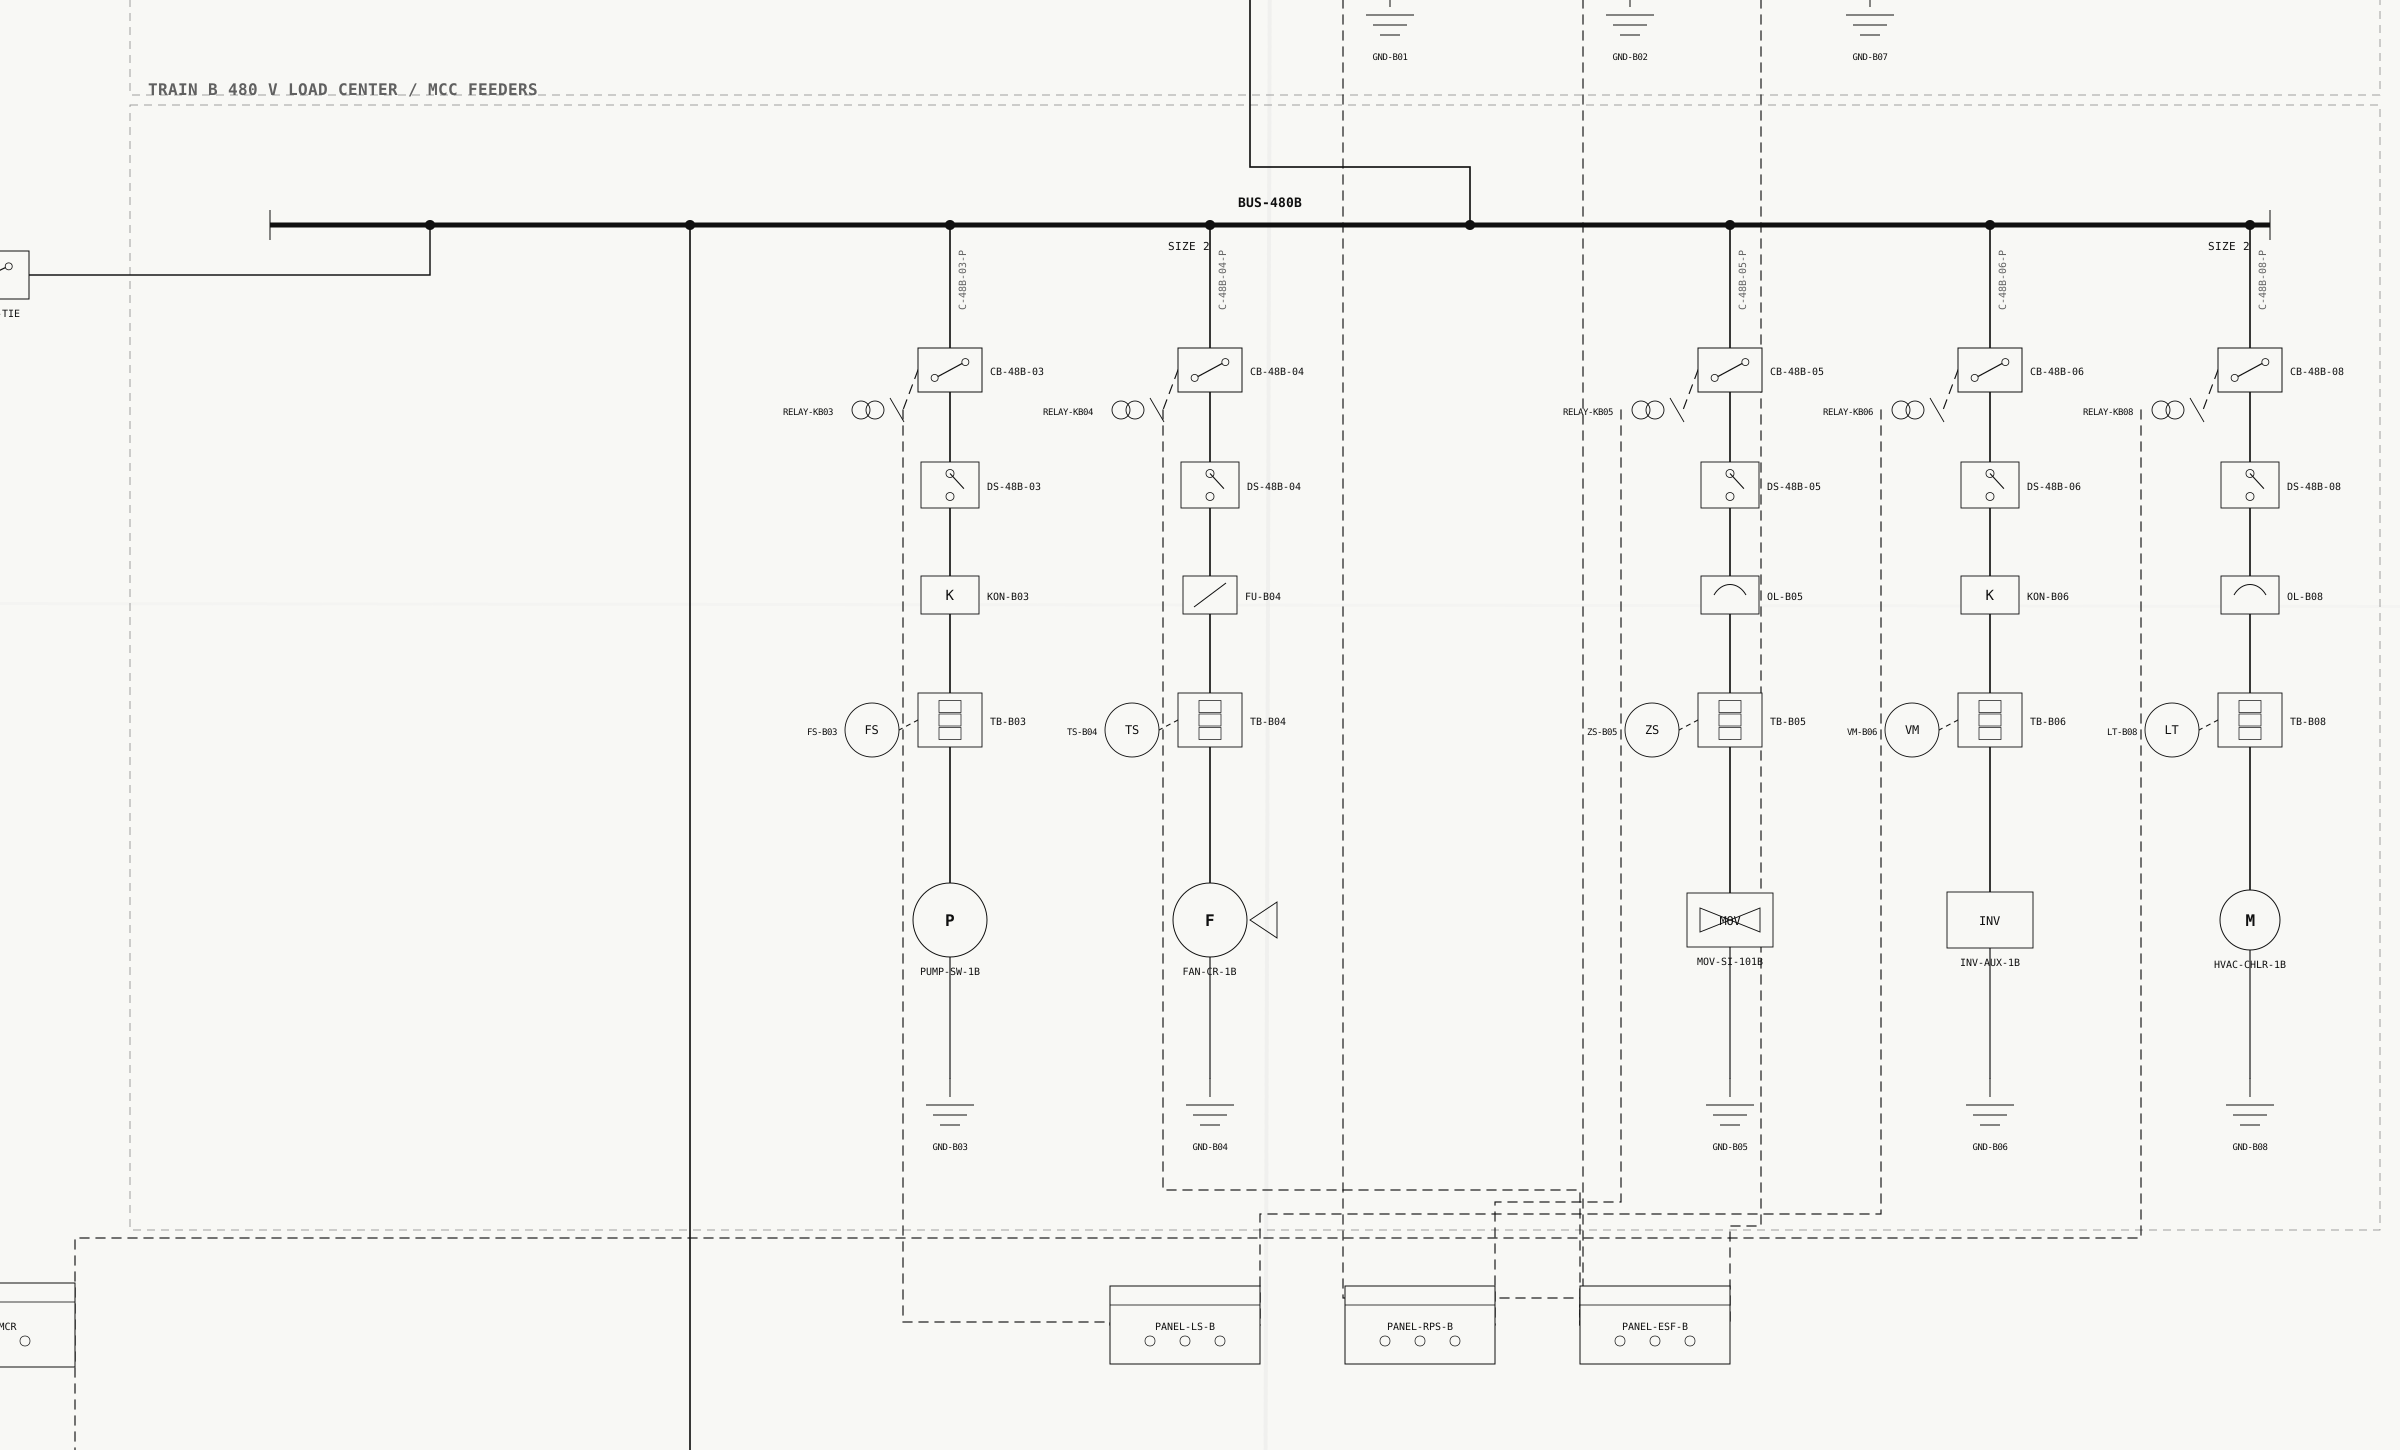 GND-B01 GND-B02 GND-B07
TRAIN B 480 V LOAD CENTER / MCC FEEDERS
BUS-480B
SIZE 2 SIZE 2
C-48B-03-P C-48B-04-P C-48B-05-P C-48B-06-P C-48B-08-P
-TIE
CB-48B-03 CB-48B-04 CB-48B-05 CB-48B-06 CB-48B-08
RELAY-KB03 RELAY-KB04 RELAY-KB05 RELAY-KB06 RELAY-KB08
DS-48B-03 DS-48B-04 DS-48B-05 DS-48B-06 DS-48B-08
K KON-B03 FU-B04 OL-B05 K KON-B06 OL-B08
TB-B03 TB-B04 TB-B05 TB-B06 TB-B08
FS-B03 FS TS-B04 TS ZS-B05 ZS VM-B06 VM LT-B08 LT
P F MOV INV M
PUMP-SW-1B FAN-CR-1B MOV-SI-101B INV-AUX-1B HVAC-CHLR-1B
GND-B03 GND-B04 GND-B05 GND-B06 GND-B08
MCR PANEL-LS-B PANEL-RPS-B PANEL-ESF-B